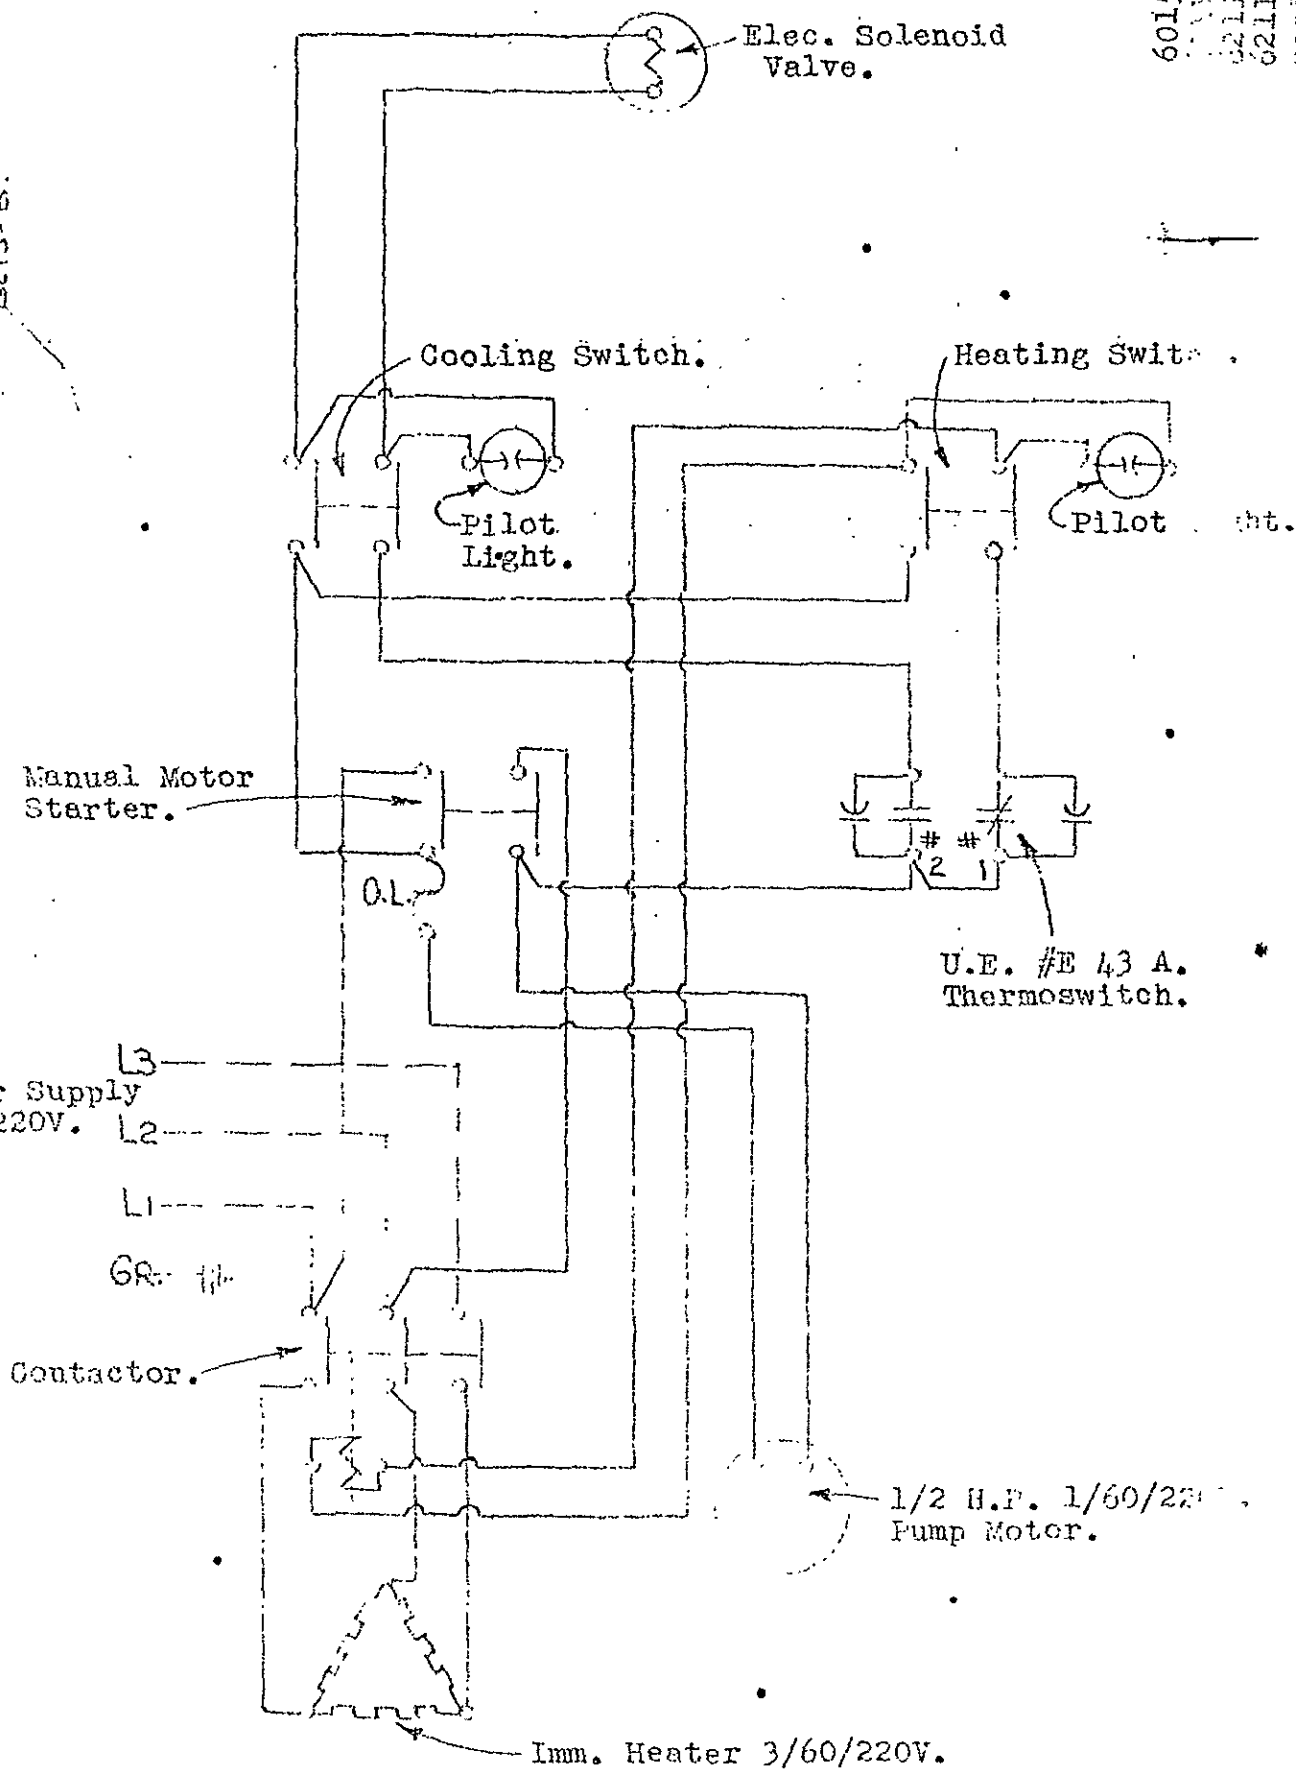 Elec. Solenoid
Valve.
Cooling Switch.
Heating
Pilot
Light.
Pilot
Manual Motor
Starter.
O.L.
# #
2 1
U.E. #E 43 A.
Thermoswitch.
L3
Supply
220V.
L2
L1
GR.
Contactor.
1/2 H.P. 1/60/22
Pump Motor.
Imm. Heater 3/60/220V.